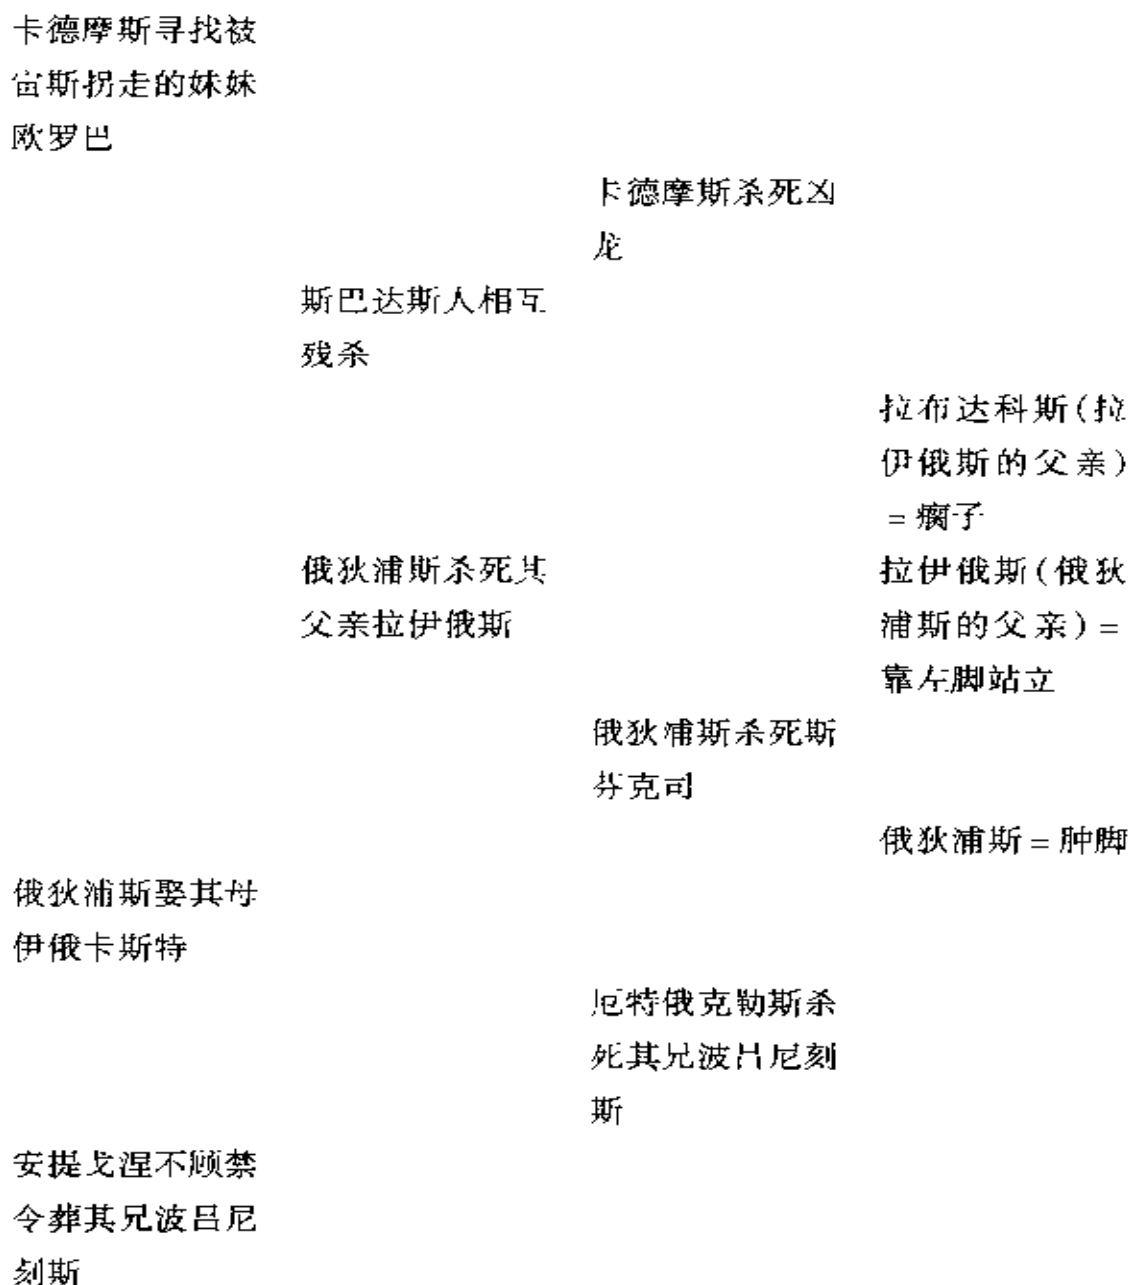 卡德摩斯寻找被
宙斯拐走的妹妹
欧罗巴
卡德摩斯杀死凶
龙
斯巴达斯人相互
残杀
拉布达科斯(拉
伊俄斯的父亲)
=瘸子
俄狄浦斯杀死其
父亲拉伊俄斯
拉伊俄斯(俄狄
浦斯的父亲)=
靠左脚站立
俄狄浦斯杀死斯
芬克司
俄狄浦斯=肿脚
俄狄浦斯娶其母
伊俄卡斯特
厄特俄克勒斯杀
死其兄波吕尼刻
斯
安提戈涅不顾禁
令葬其兄波吕尼
刻斯